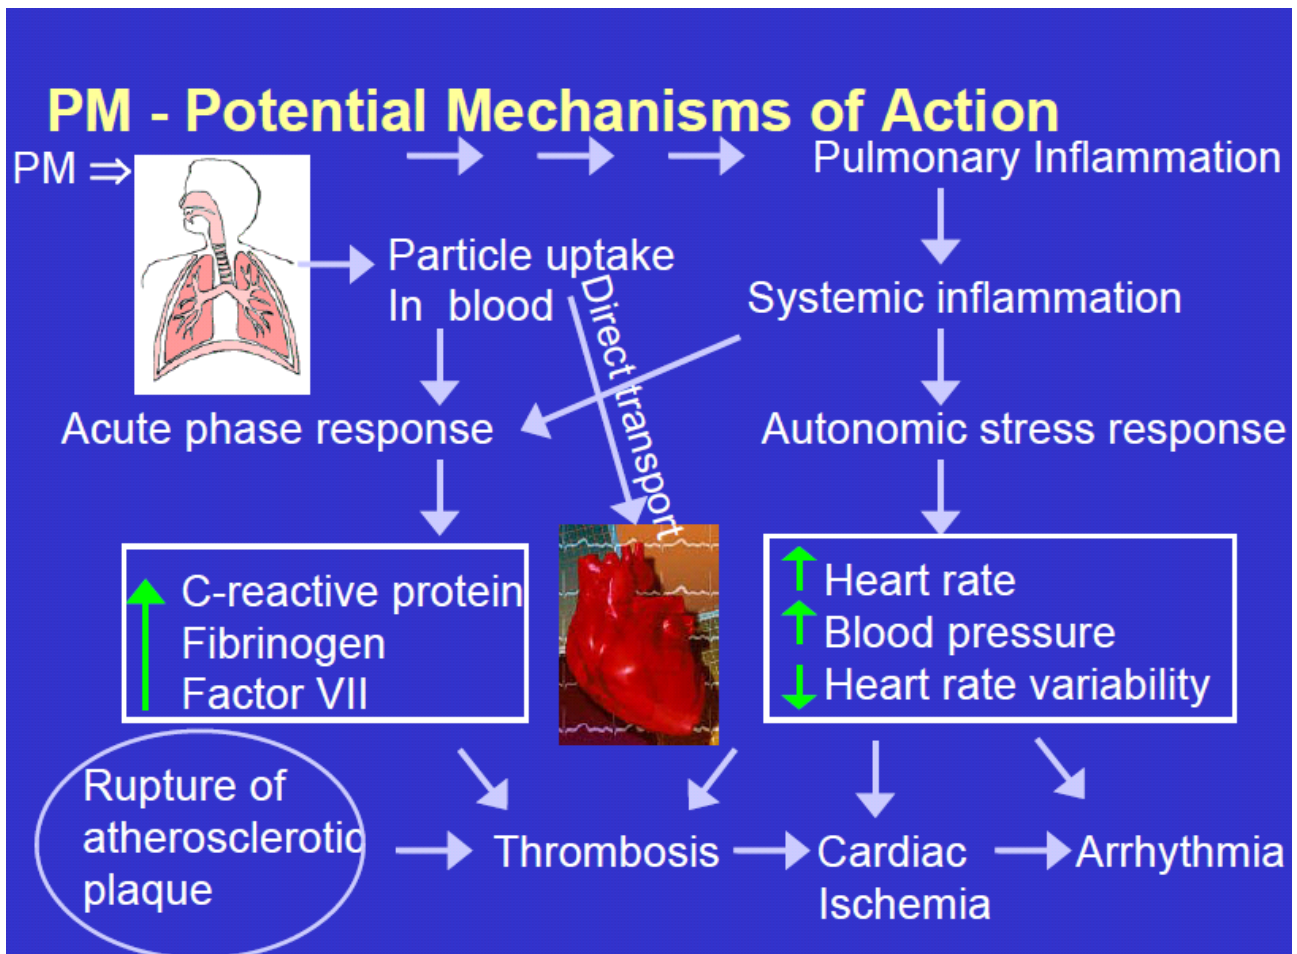 PM - Potential Mechanisms of Action
PM ⇒
Pulmonary Inflammation
Particle uptake
In blood
Direct transport
Systemic inflammation
Acute phase response
Autonomic stress response
C-reactive protein
Fibrinogen
Factor VII
Heart rate
Blood pressure
Heart rate variability
Rupture of
atherosclerotic
plaque
Thrombosis
Cardiac
Ischemia
Arrhythmia